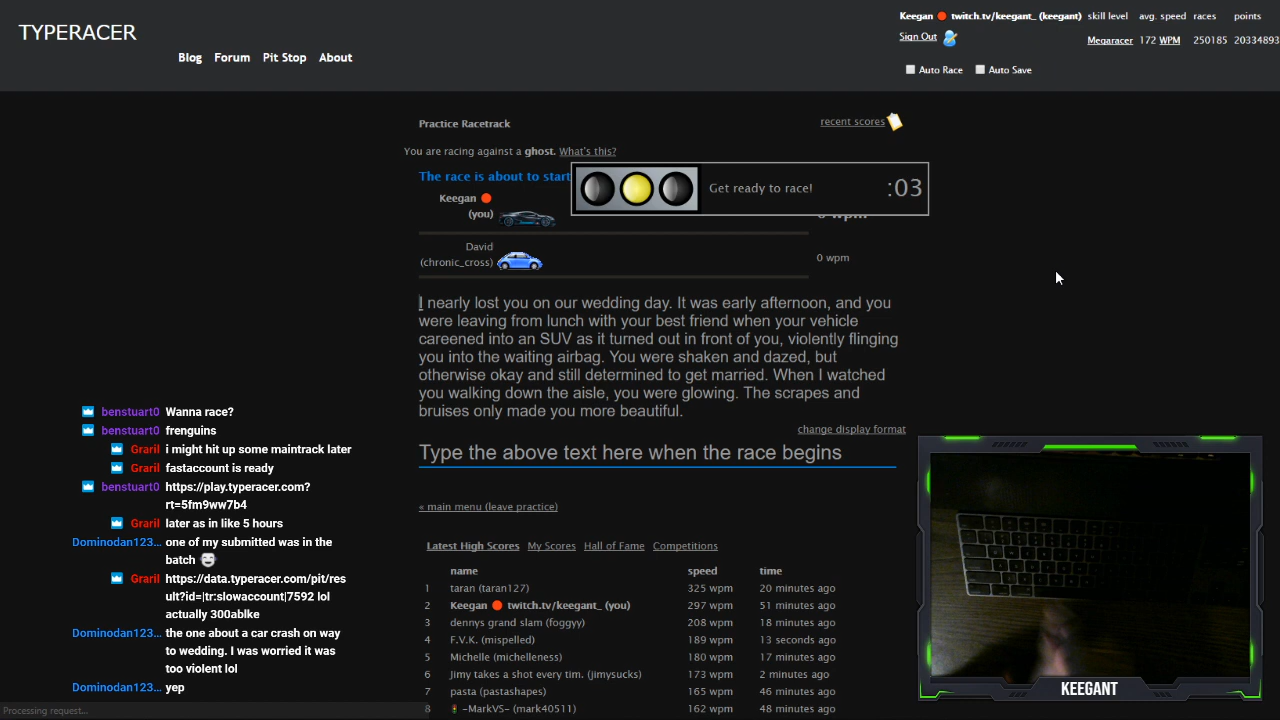 TYPERACER
Blog Forum Pit Stop About
Keegan twitch.tv/keegant_ (keegant) skill level avg. speed races points
Sign Out
Megaracer 172 WPM 250185 20334893
Auto Race Auto Save
Practice Racetrack
recent scores
You are racing against a ghost. What's this?
The race is about to start
Get ready to race! :03
Keegan
(you)
David
(chronic_cross)
0 wpm
I nearly lost you on our wedding day. It was early afternoon, and you
were leaving from lunch with your best friend when your vehicle
careened into an SUV as it turned out in front of you, violently flinging
you into the waiting airbag. You were shaken and dazed, but
otherwise okay and still determined to get married. When I watched
you walking down the aisle, you were glowing. The scrapes and
bruises only made you more beautiful.
change display format
Type the above text here when the race begins
« main menu (leave practice)
Latest High Scores My Scores Hall of Fame Competitions
name speed time
1 taran (taran127) 325 wpm 20 minutes ago
2 Keegan twitch.tv/keegant_ (you) 297 wpm 51 minutes ago
3 dennys grand slam (foggyy) 208 wpm 18 minutes ago
4 F.V.K. (mispelled) 189 wpm 13 seconds ago
5 Michelle (michelleness) 180 wpm 17 minutes ago
6 Jimy takes a shot every tim. (jimysucks) 173 wpm 2 minutes ago
7 pasta (pastashapes) 165 wpm 46 minutes ago
8 -MarkVS- (mark40511) 162 wpm 48 minutes ago
benstuart0 Wanna race?
benstuart0 frenguins
Graril i might hit up some maintrack later
Graril fastaccount is ready
benstuart0 https://play.typeracer.com?
rt=5fm9ww7b4
Graril later as in like 5 hours
Dominodan123... one of my submitted was in the
batch
Graril https://data.typeracer.com/pit/res
ult?id=|tr:slowaccount|7592 lol
actually 300ablke
Dominodan123... the one about a car crash on way
to wedding. I was worried it was
too violent lol
Dominodan123... yep
Processing request...
KEEGANT